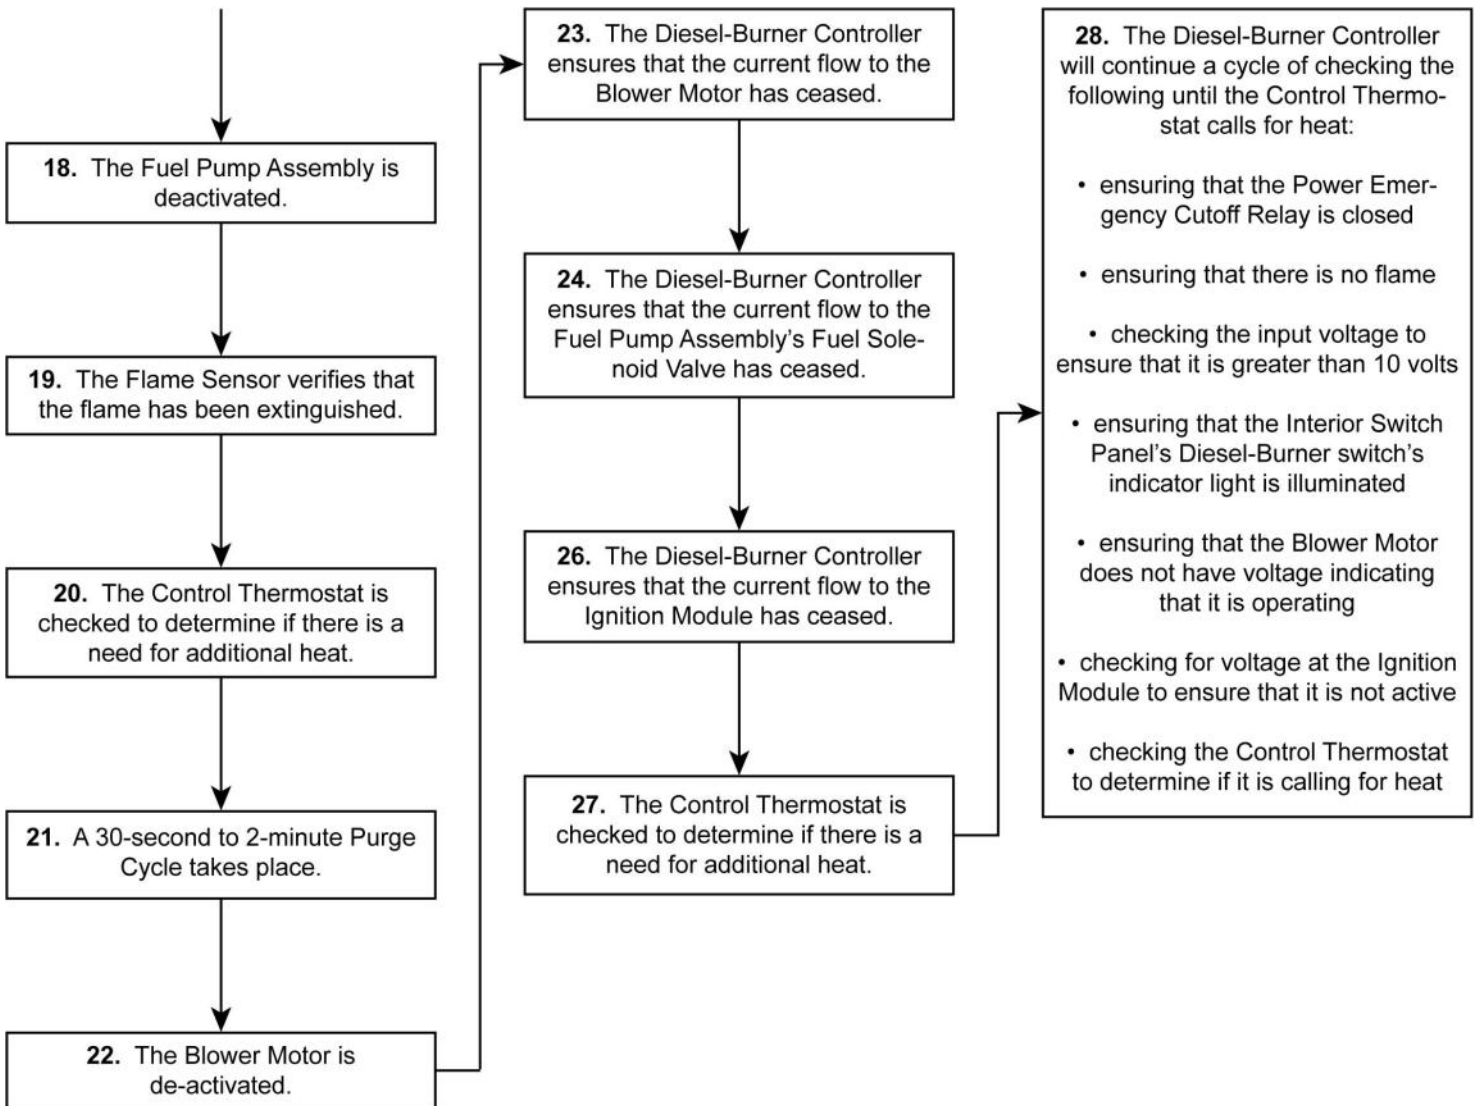 18. The Fuel Pump Assembly is
deactivated.
19. The Flame Sensor verifies that
the flame has been extinguished.
20. The Control Thermostat is
checked to determine if there is a
need for additional heat.
21. A 30-second to 2-minute Purge
Cycle takes place.
22. The Blower Motor is
de-activated.
23. The Diesel-Burner Controller
ensures that the current flow to the
Blower Motor has ceased.
24. The Diesel-Burner Controller
ensures that the current flow to the
Fuel Pump Assembly’s Fuel Sole-
noid Valve has ceased.
26. The Diesel-Burner Controller
ensures that the current flow to the
Ignition Module has ceased.
27. The Control Thermostat is
checked to determine if there is a
need for additional heat.
28. The Diesel-Burner Controller
will continue a cycle of checking the
following until the Control Thermo-
stat calls for heat:
• ensuring that the Power Emer-
gency Cutoff Relay is closed
• ensuring that there is no flame
• checking the input voltage to
ensure that it is greater than 10 volts
• ensuring that the Interior Switch
Panel’s Diesel-Burner switch’s
indicator light is illuminated
• ensuring that the Blower Motor
does not have voltage indicating
that it is operating
• checking for voltage at the Ignition
Module to ensure that it is not active
• checking the Control Thermostat
to determine if it is calling for heat